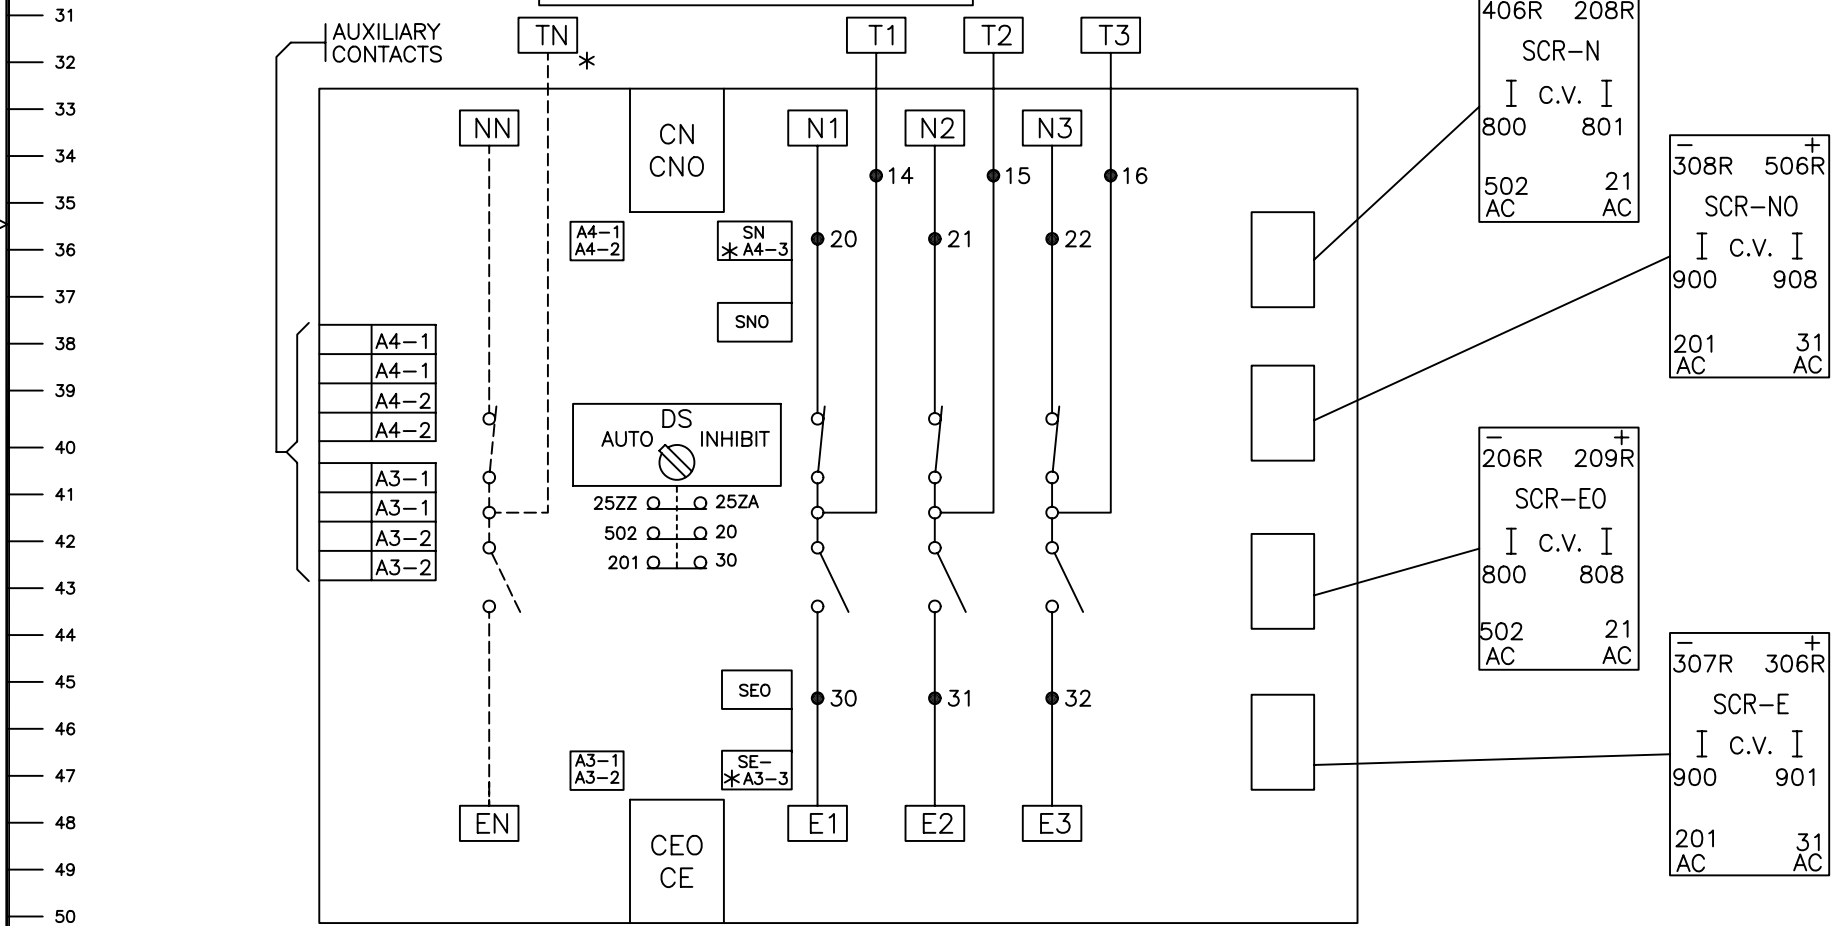 31
32
33
34
35
36
37
38
39
40
41
42
43
44
45
46
47
48
49
50
AUXILIARY
CONTACTS
TN
*
T1
T2
T3
NN
CN
CNO
N1
N2
N3
14
15
16
20
21
22
A4-1
A4-2
SN
* A4-3
SNO
A4-1
A4-1
A4-2
A4-2
A3-1
A3-1
A3-2
A3-2
DS
AUTO INHIBIT
25ZZ 25ZA
502 20
201 30
SEO
30
31
32
A3-1
A3-2
SE-
* A3-3
EN
CEO
CE
E1
E2
E3
406R 208R
SCR-N
I C.V. I
800 801
502 21
AC AC
- +
308R 506R
SCR-NO
I C.V. I
900 908
201 31
AC AC
- +
206R 209R
SCR-EO
I C.V. I
800 808
502 21
AC AC
- +
307R 306R
SCR-E
I C.V. I
900 901
201 31
AC AC